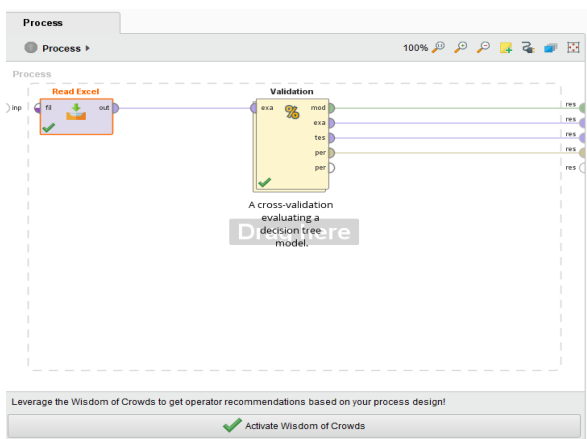 Process
Process
100%
Process
Read Excel
Validation
inp
fil
out
exa
mod
exa
tes
per
per
res
res
res
res
res
A cross-validation
evaluating a
decision tree
model.
Drag here
Leverage the Wisdom of Crowds to get operator recommendations based on your process design!
Activate Wisdom of Crowds